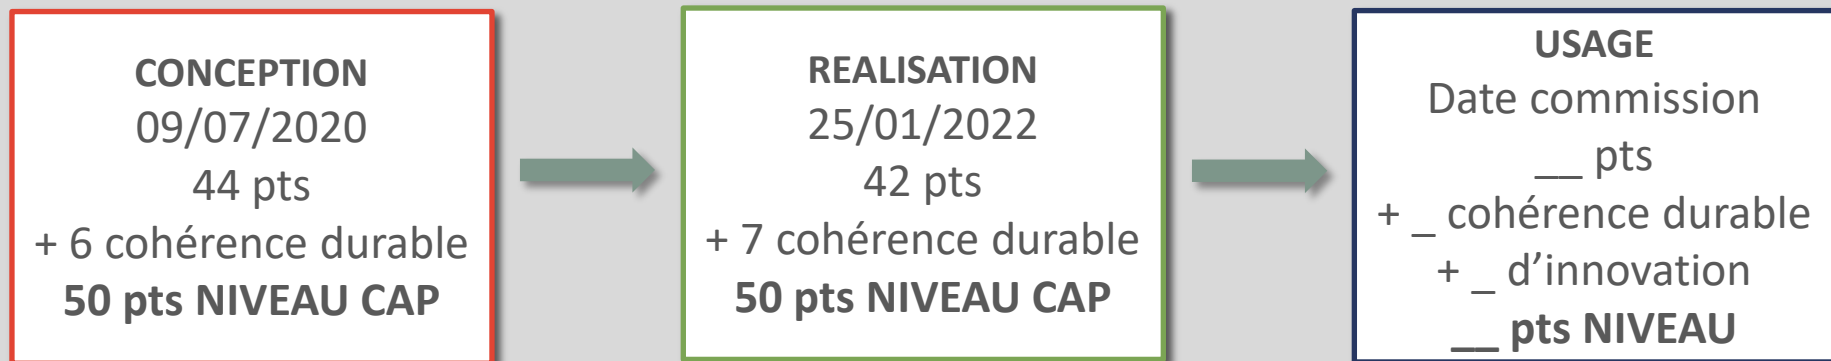 CONCEPTION
09/07/2020
44 pts
+ 6 cohérence durable
50 pts NIVEAU CAP
REALISATION
25/01/2022
42 pts
+ 7 cohérence durable
50 pts NIVEAU CAP
USAGE
Date commission
__ pts
+ _ cohérence durable
+ _ d’innovation
__ pts NIVEAU